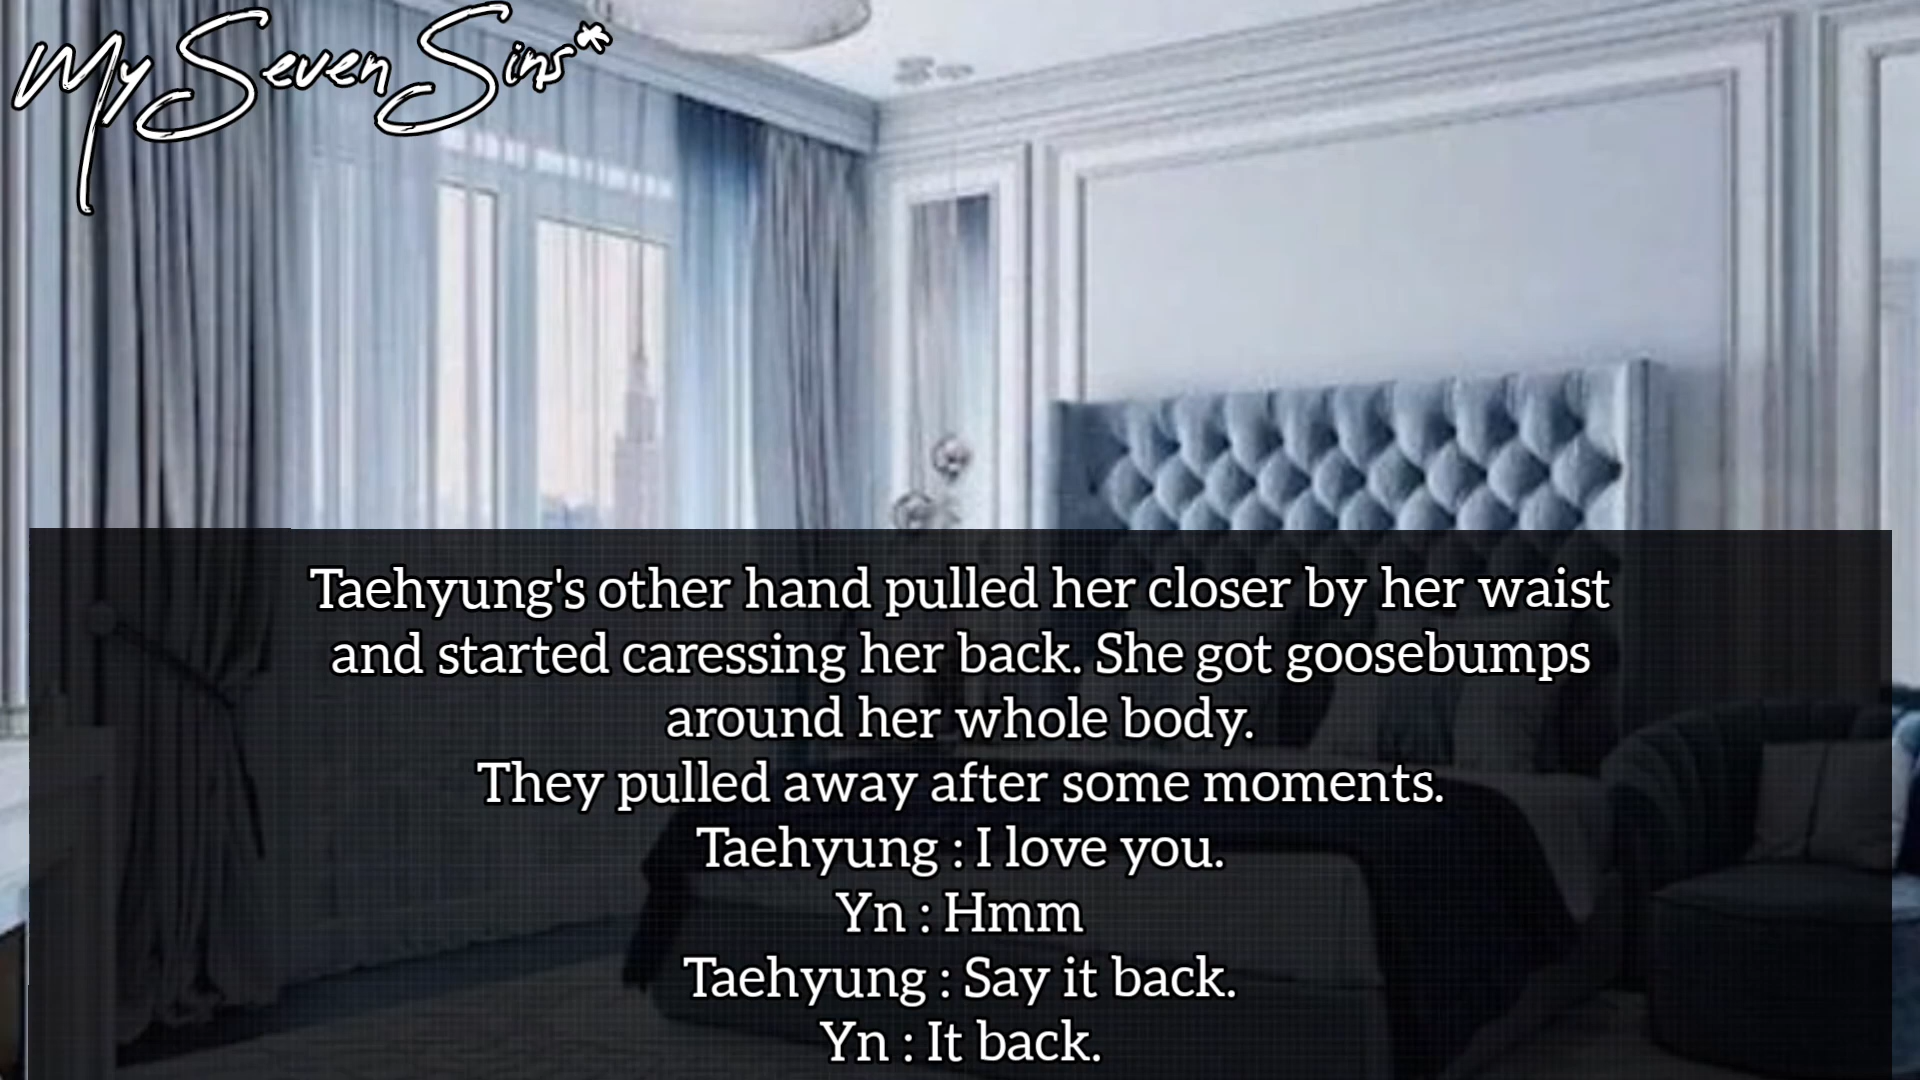 My Seven Sins*
Taehyung's other hand pulled her closer by her waist
and started caressing her back. She got goosebumps
around her whole body.
They pulled away after some moments.
Taehyung : I love you.
Yn : Hmm
Taehyung : Say it back.
Yn : It back.